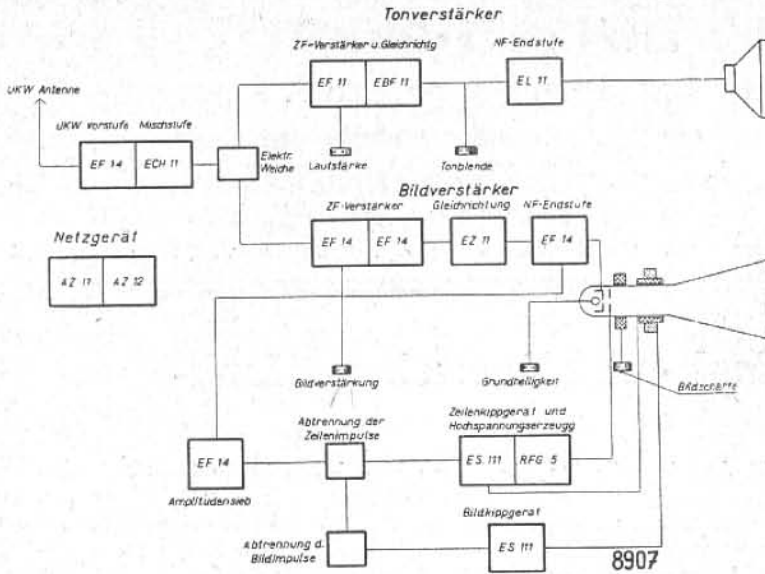 Tonverstärker
ZF-Verstärker u. Gleichrichtg
NF-Endstufe
EF 11
EBF 11
EL 11
UKW Antenne
UKW Vorstufe
Mischstufe
EF 14
ECH 11
Elektr.
Weiche
Lautstärke
Tonblende
Bildverstärker
ZF-Verstärker
Gleichrichtung
NF-Endstufe
EF 14
EF 14
EZ 11
EF 14
Netzgerät
AZ 11
AZ 12
Bildverstärkung
Grundhelligkeit
Bildschärfe
Abtrennung der
Zeilenimpulse
Zeilenkippgerät und
Hochspannungserzeugg
EF 14
ES 111
RFG 5
Amplitudensieb
Bildkippgerät
Abtrennung d.
Bildimpulse
ES 111
8907